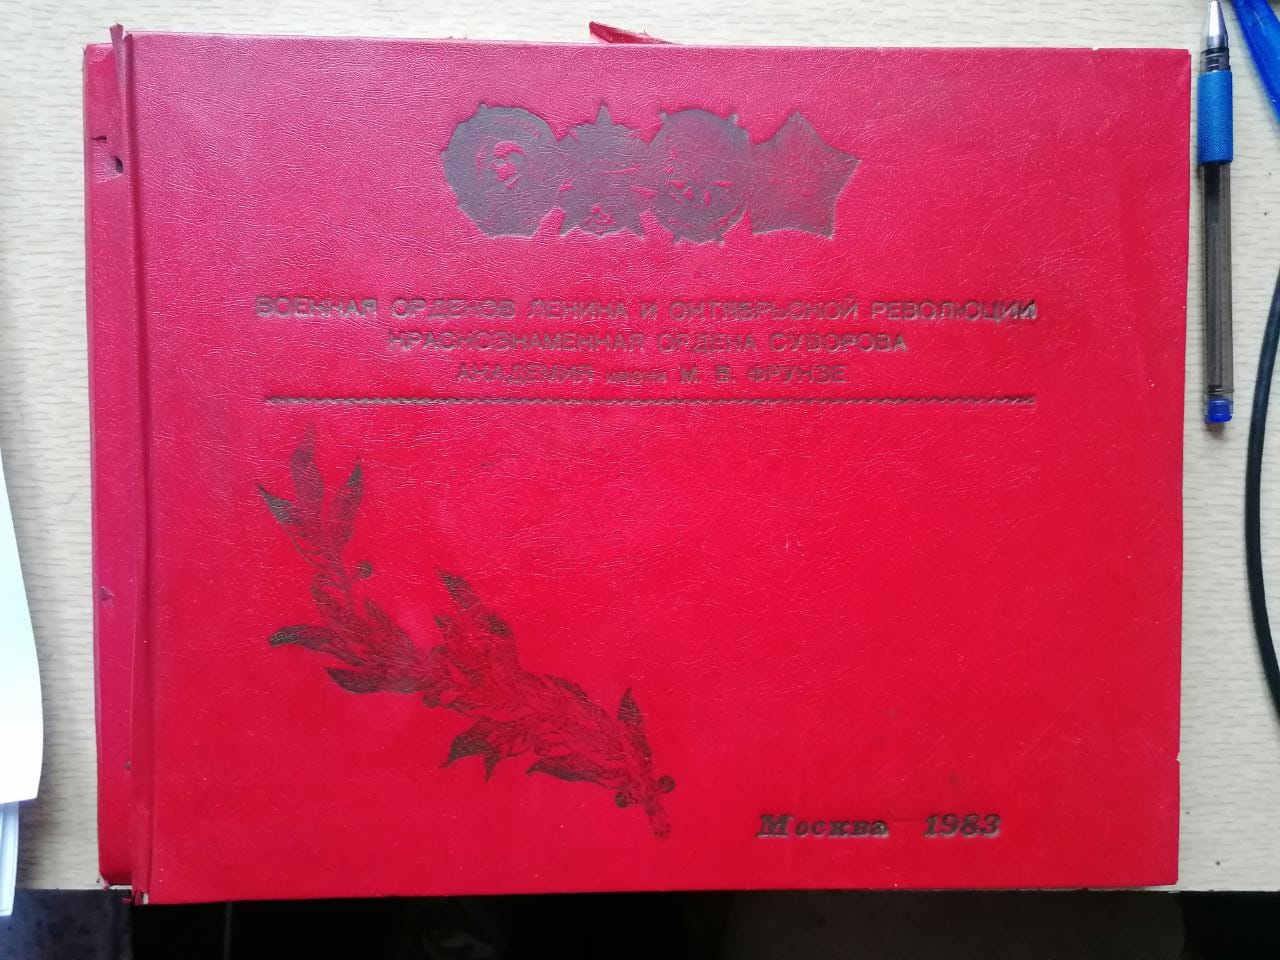 ВОЕННАЯ ОРДЕНОВ ЛЕНИНА И ОКТЯБРЬСКОЙ РЕВОЛЮЦИИ
КРАСНОЗНАМЕННАЯ ОРДЕНА СУВОРОВА
АКАДЕМИЯ имени М. В. ФРУНЗЕ
Москва 1983